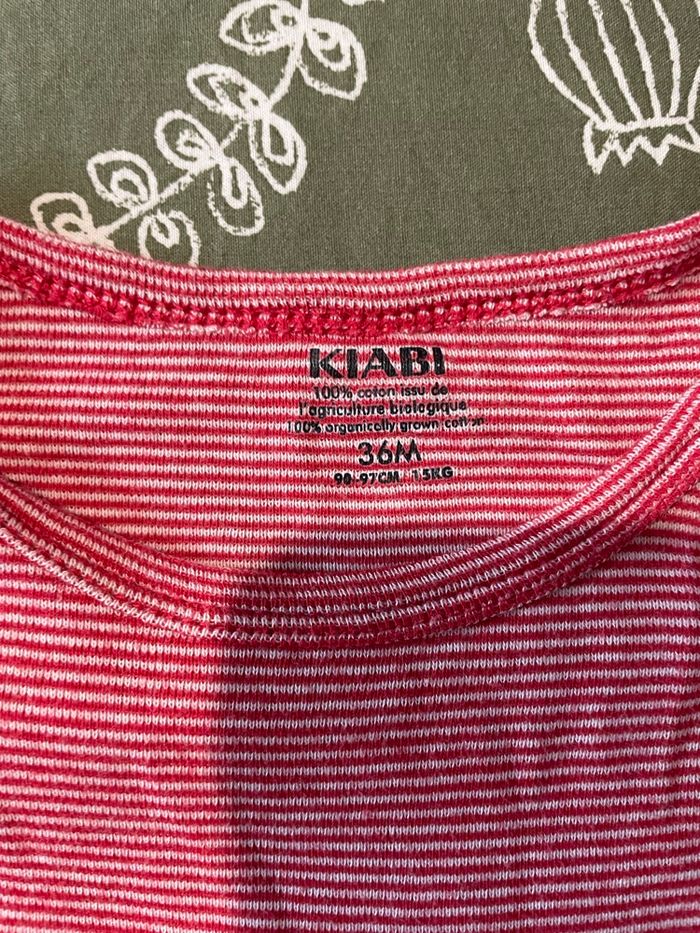 KIABI
100% coton issu de
l'agriculture biologique
100% organically grown cotton
36M
90-97CM 15KG